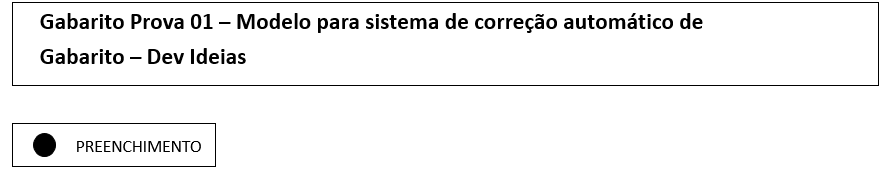 Gabarito Prova 01 – Modelo para sistema de correção automático de
Gabarito – Dev Ideias
PREENCHIMENTO